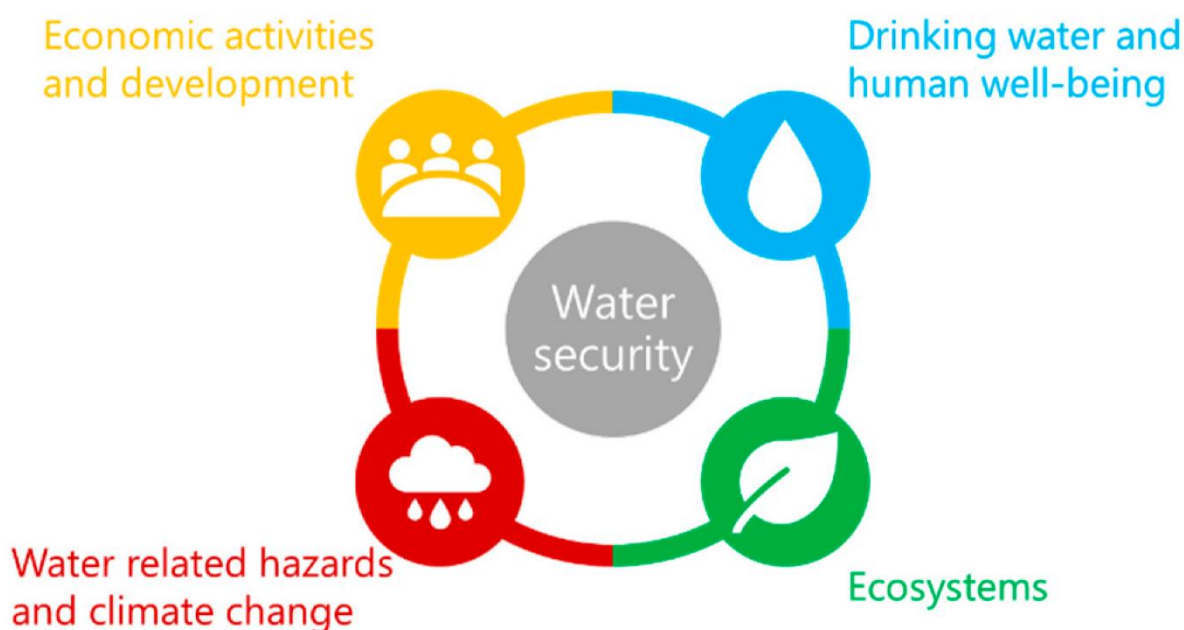 Economic activities
and development
Drinking water and
human well-being
Water
security
Water related hazards
and climate change
Ecosystems